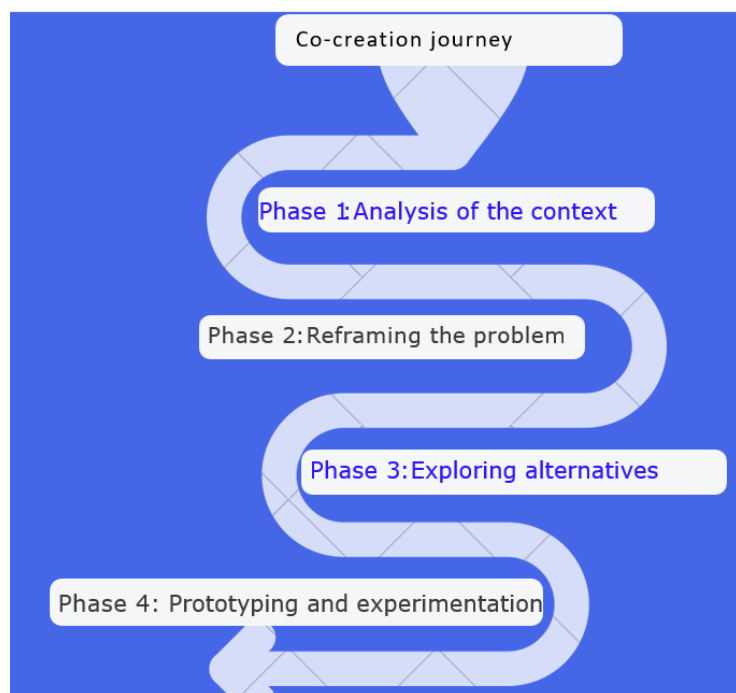 Co-creation journey
Phase 1:Analysis of the context
Phase 2:Reframing the problem
Phase 3:Exploring alternatives
Phase 4: Prototyping and experimentation